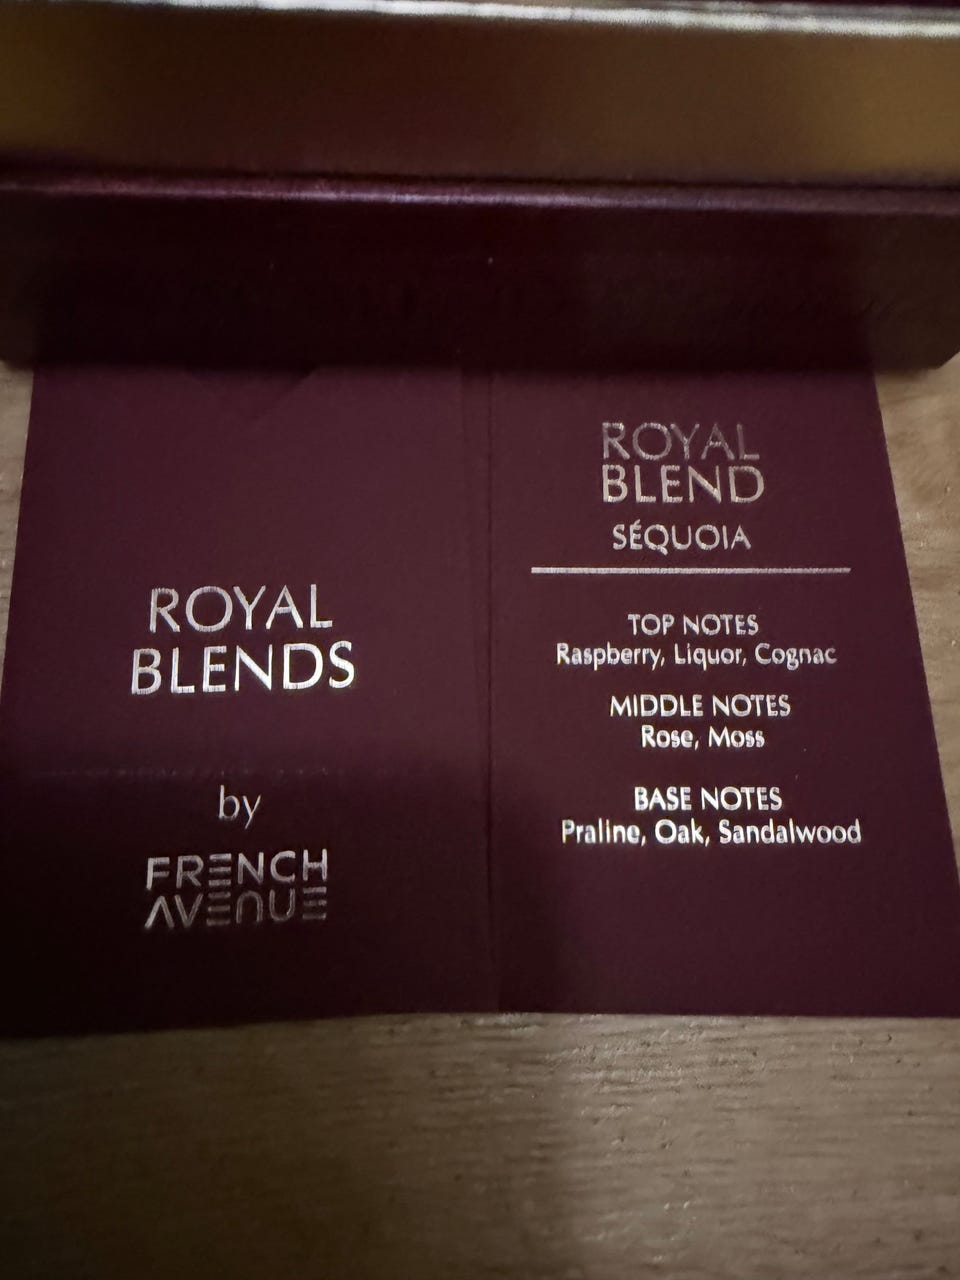 ROYAL
BLENDS
by
FRENCH
AVENUE
ROYAL
BLEND
SÉQUOIA
TOP NOTES
Raspberry, Liquor, Cognac
MIDDLE NOTES
Rose, Moss
BASE NOTES
Praline, Oak, Sandalwood